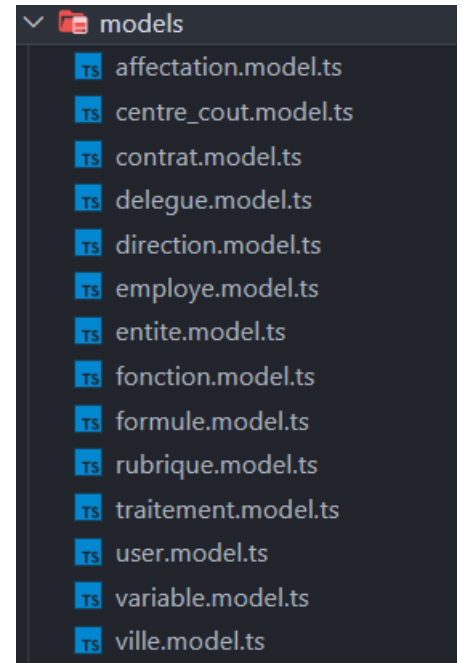 models
TS affectation.model.ts
TS centre_cout.model.ts
TS contrat.model.ts
TS delegue.model.ts
TS direction.model.ts
TS employe.model.ts
TS entite.model.ts
TS fonction.model.ts
TS formule.model.ts
TS rubrique.model.ts
TS traitement.model.ts
TS user.model.ts
TS variable.model.ts
TS ville.model.ts